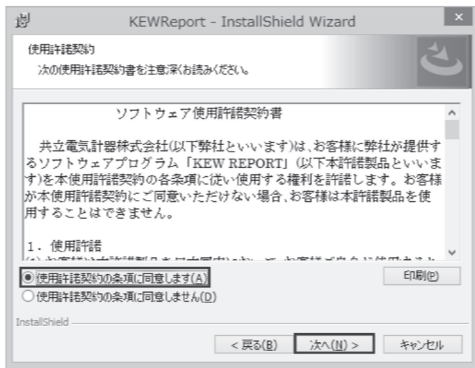 KEWReport - InstallShield Wizard
使用許諾契約
次の使用許諾契約書を注意深くお読みください。
ソフトウェア使用許諾契約書
共立電気計器株式会社(以下弊社といいます)は、お客様に弊社が提供す
るソフトウェアプログラム「KEW REPORT」(以下本許諾製品といいま
す)を本使用許諾契約の各条項に従い使用する権利を許諾します。お客様
が本使用許諾契約にご同意いただけない場合、お客様は本許諾製品を使
用することはできません。
1. 使用許諾
使用許諾契約の条項に同意します(A)
印刷(P)
使用許諾契約の条項に同意しません(D)
InstallShield
< 戻る(B)
次へ(N) >
キャンセル